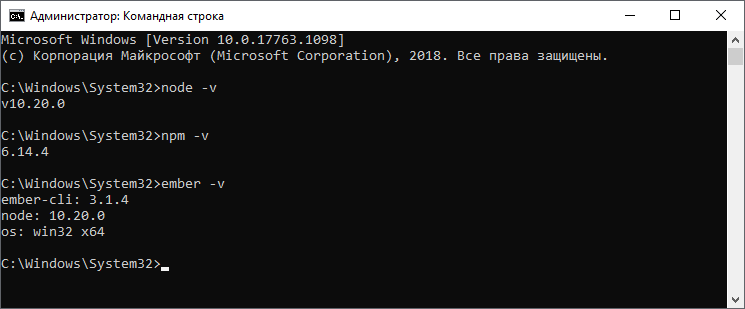 Администратор: Командная строка
Microsoft Windows [Version 10.0.17763.1098]
(c) Корпорация Майкрософт (Microsoft Corporation), 2018. Все права защищены.
C:\Windows\System32>node -v
v10.20.0
C:\Windows\System32>npm -v
6.14.4
C:\Windows\System32>ember -v
ember-cli: 3.1.4
node: 10.20.0
os: win32 x64
C:\Windows\System32>